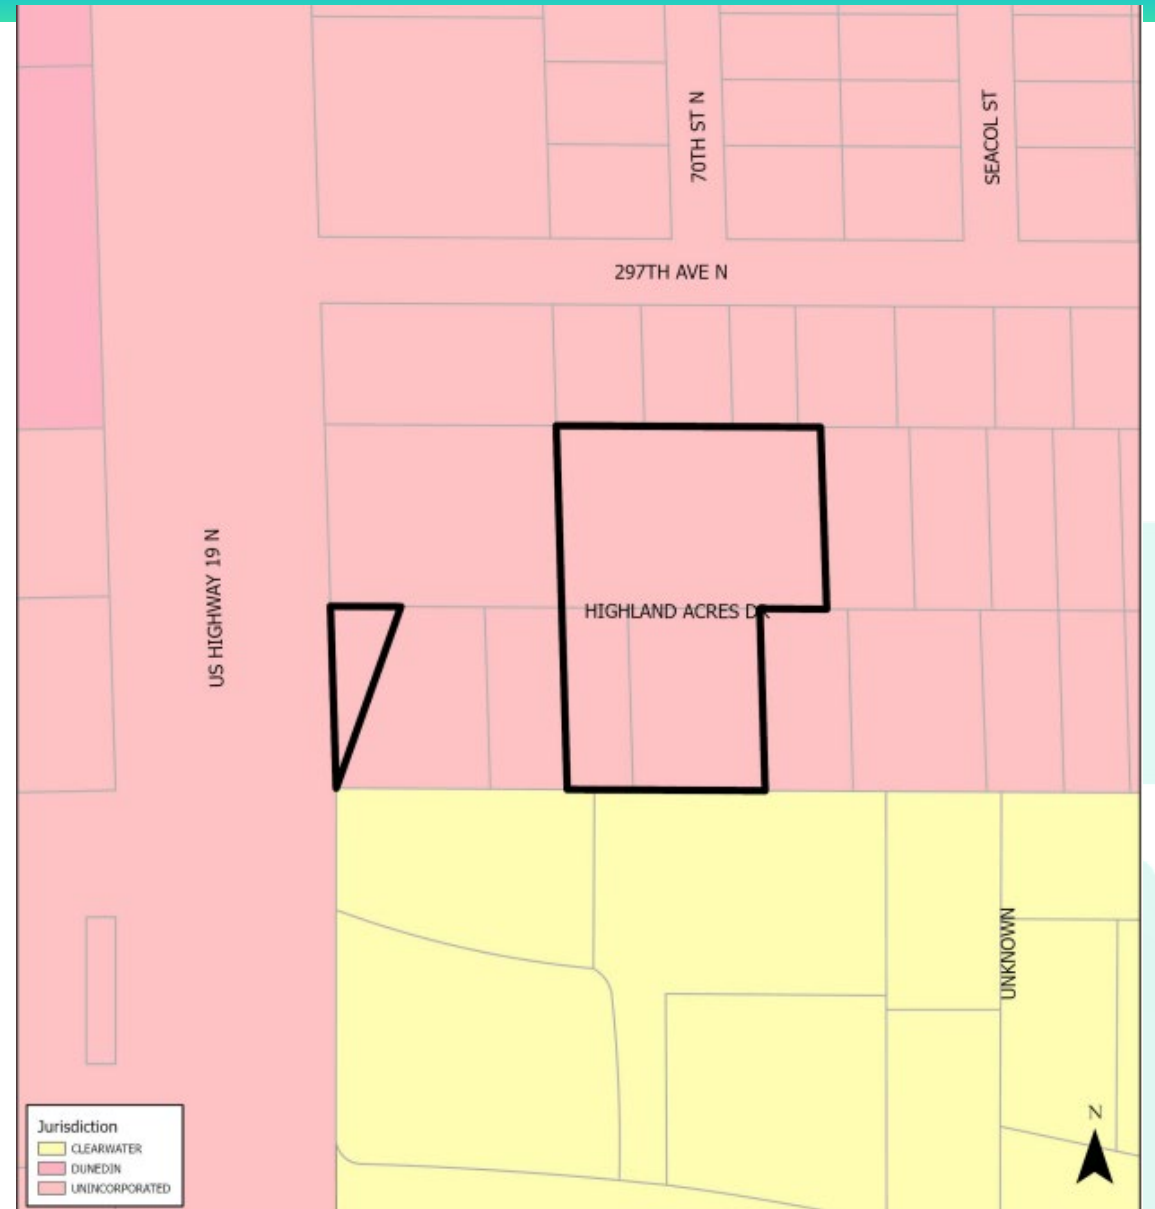 70TH ST N
SEACOL ST
297TH AVE N
US HIGHWAY 19 N
HIGHLAND ACRES DR
UNKNOWN
N
Jurisdiction
CLEARWATER
DUNEDIN
UNINCORPORATED